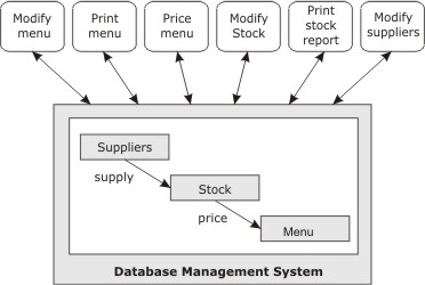 Modify
menu
Print
menu
Price
menu
Modify
Stock
Print
stock
report
Modify
suppliers
Suppliers
supply
Stock
price
Menu
Database Management System